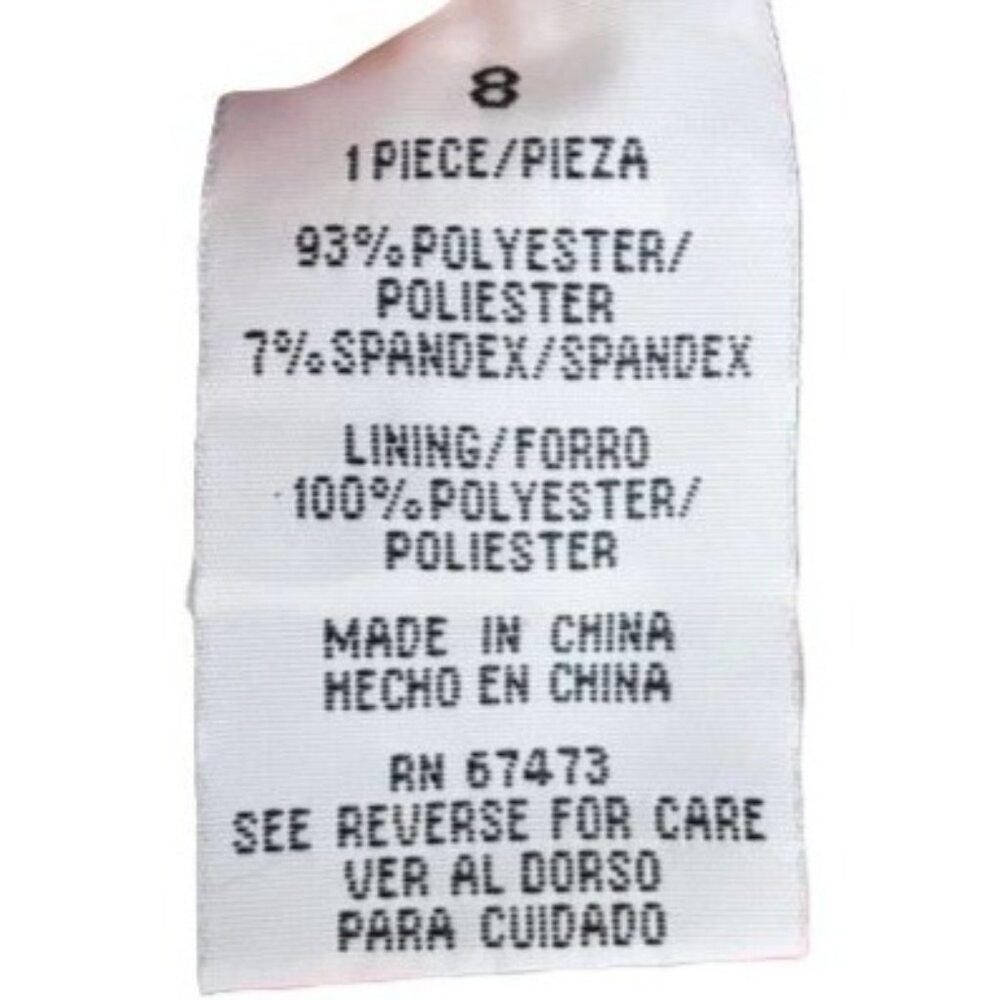 8
1 PIECE/PIEZA
93% POLYESTER/
POLIESTER
7% SPANDEX/SPANDEX
LINING/FORRO
100% POLYESTER/
POLIESTER
MADE IN CHINA
HECHO EN CHINA
RN 67473
SEE REVERSE FOR CARE
VER AL DORSO
PARA CUIDADO